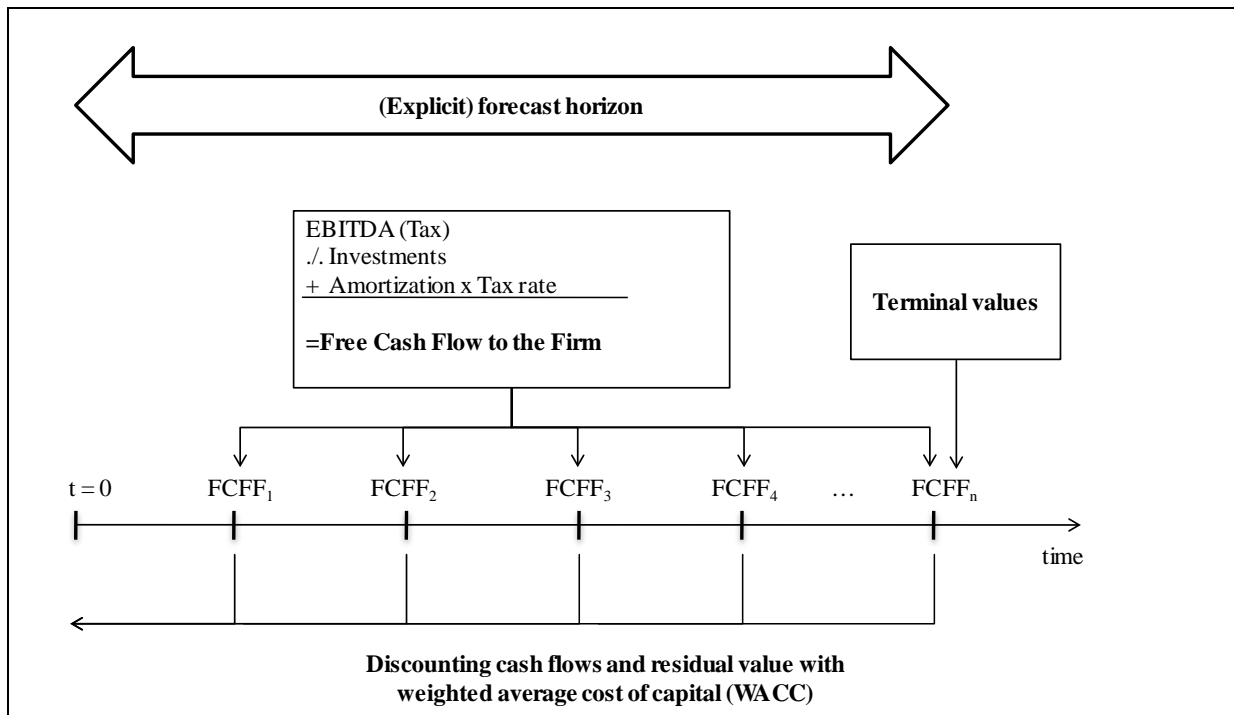 (Explicit) forecast horizon
EBITDA (Tax)
./. Investments
+ Amortization x Tax rate
=Free Cash Flow to the Firm
Terminal values
t = 0 FCFF₁ FCFF₂ FCFF₃ FCFF₄ … FCFFₙ
time
Discounting cash flows and residual value with
weighted average cost of capital (WACC)